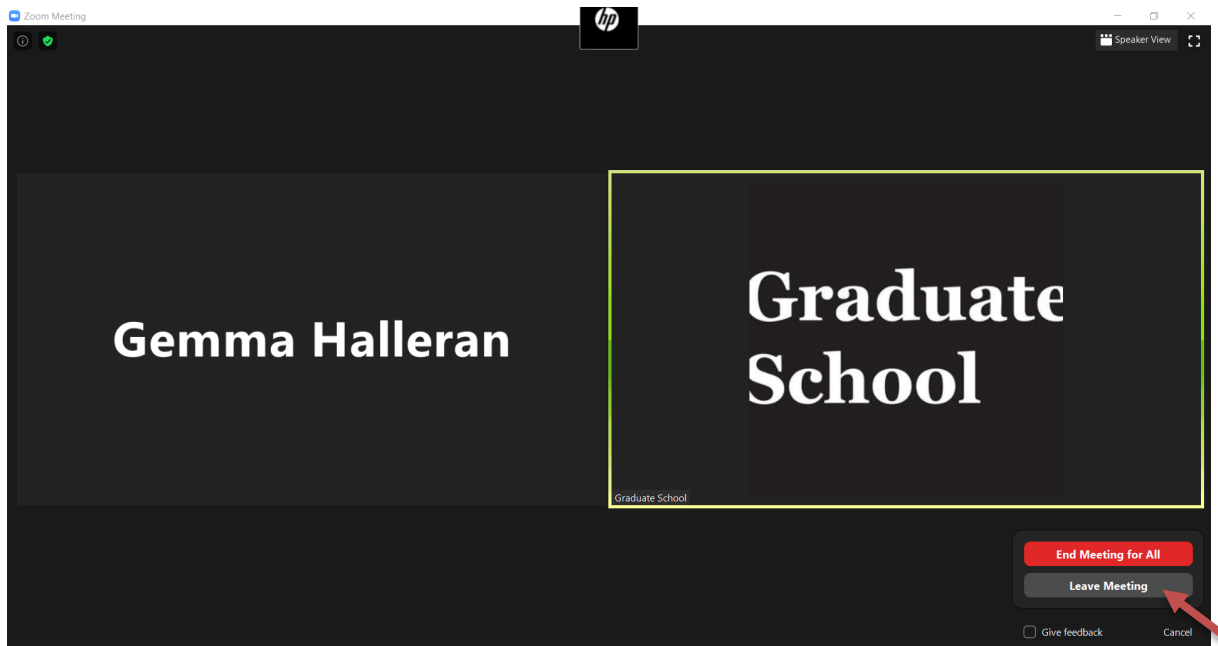 Zoom Meeting
hp
Speaker View
Gemma Halleran
Graduate
School
Graduate School
End Meeting for All
Leave Meeting
Give feedback
Cancel